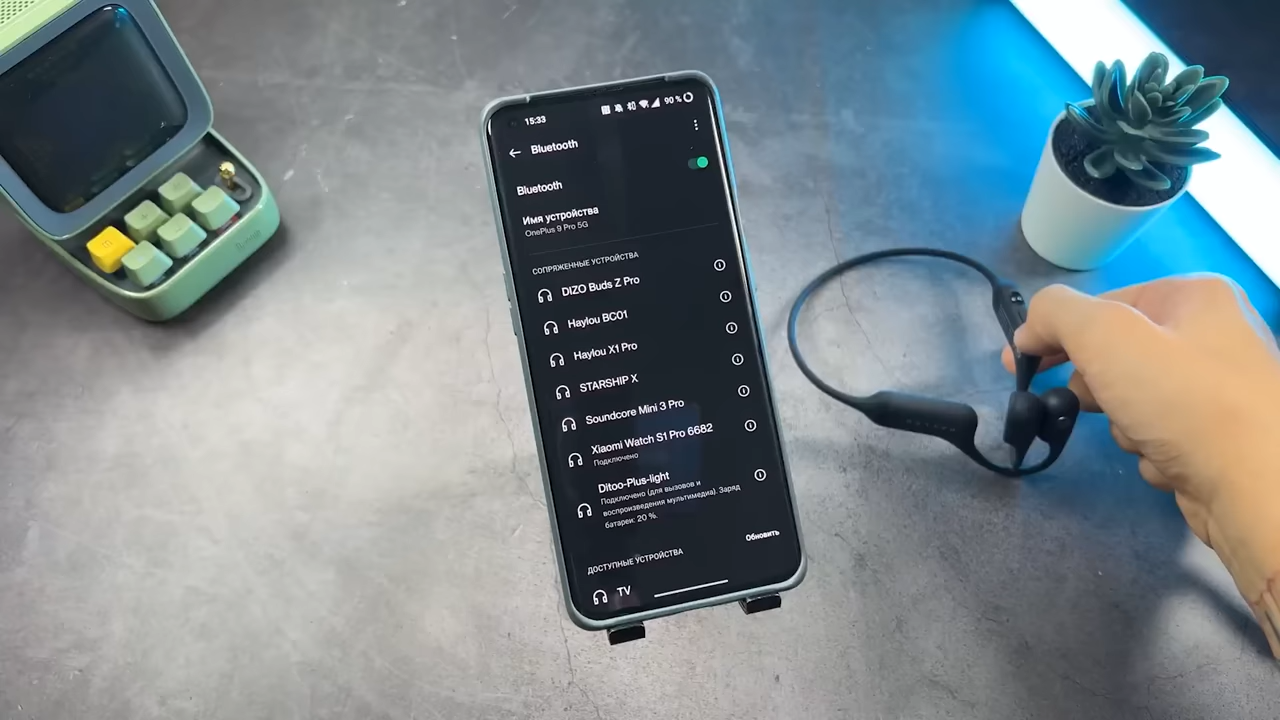 15:33
90 %
Bluetooth
Bluetooth
Имя устройства
OnePlus 9 Pro 5G
СОПРЯЖЕННЫЕ УСТРОЙСТВА
DIZO Buds Z Pro
Haylou BC01
Haylou X1 Pro
STARSHIP X
Soundcore Mini 3 Pro
Xiaomi Watch S1 Pro 6682
Подключено
Ditoo-Plus-light
Подключено (для вызовов и
воспроизведения мультимедиа). Заряд
батареи: 20 %.
ДОСТУПНЫЕ УСТРОЙСТВА
Обновить
TV